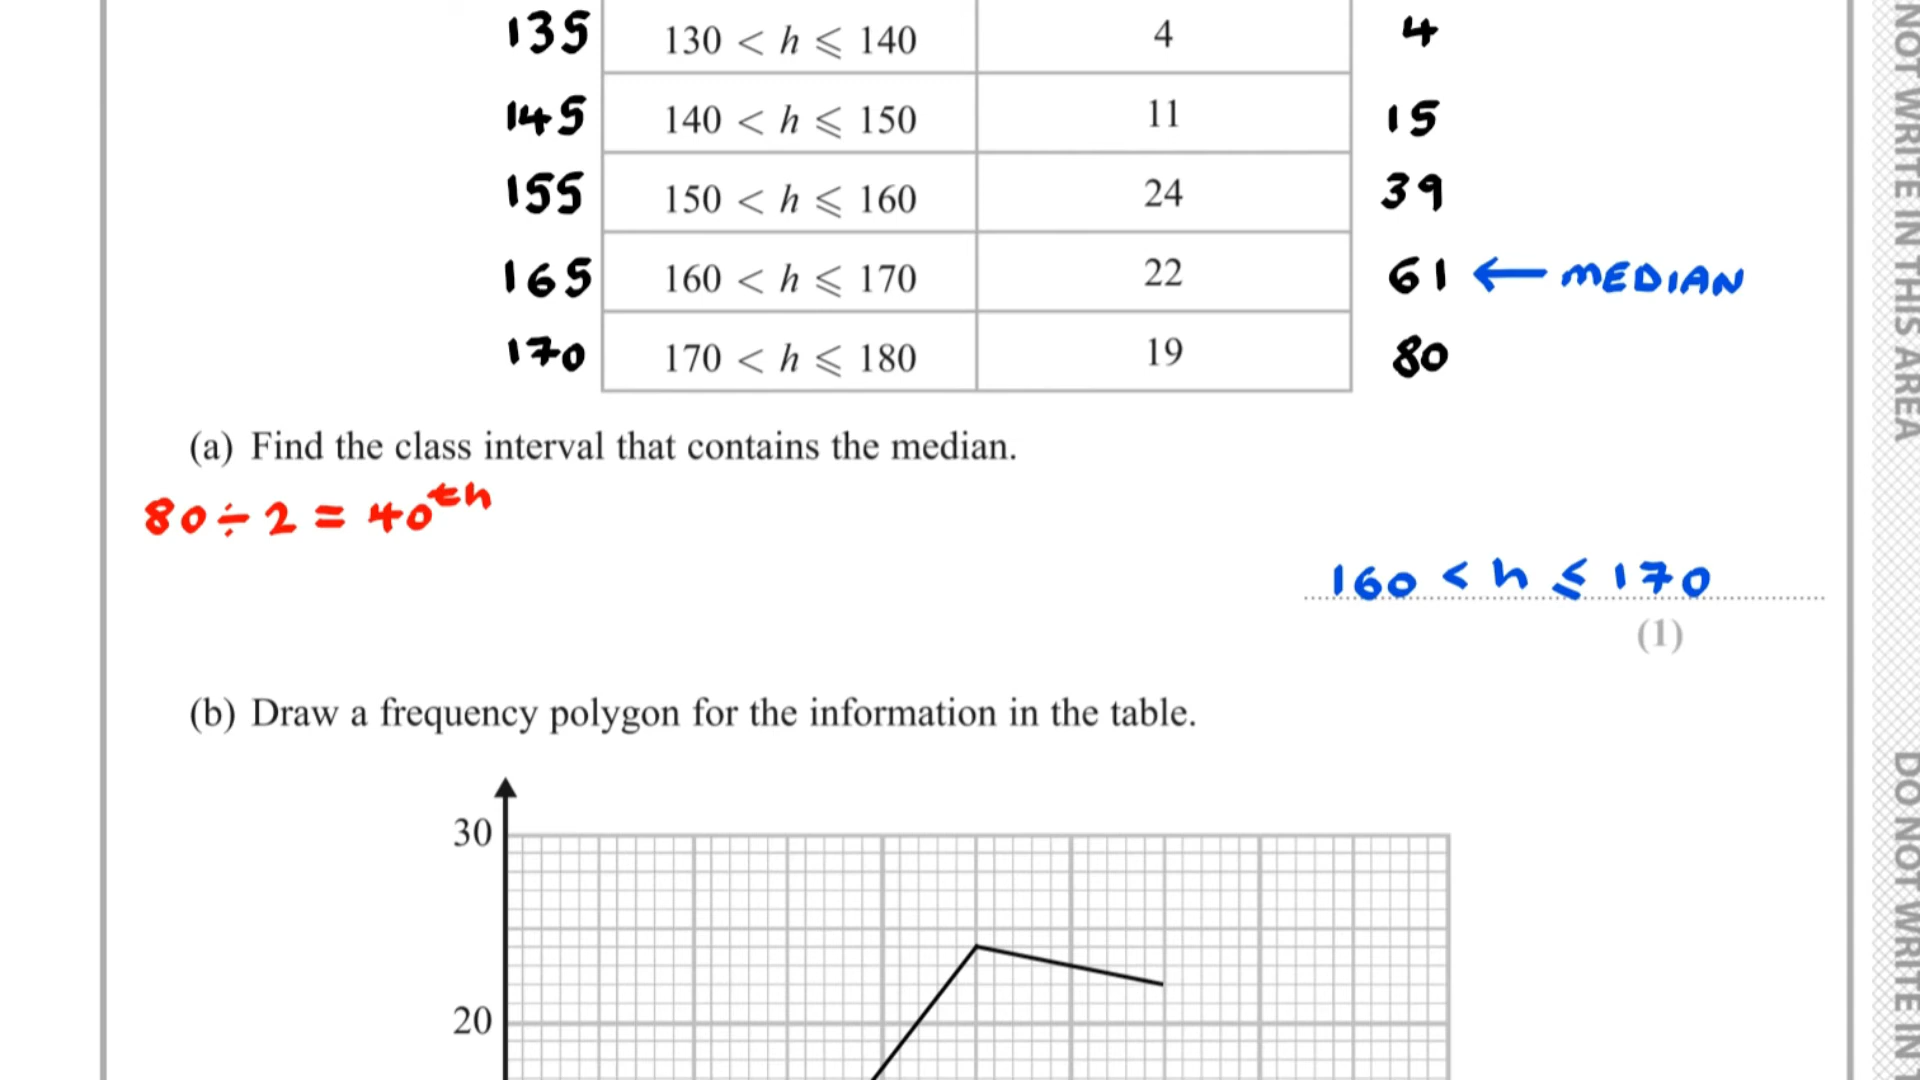 135 130 < h ⩽ 140 4 4
145 140 < h ⩽ 150 11 15
155 150 < h ⩽ 160 24 39
165 160 < h ⩽ 170 22 61 ← MEDIAN
170 170 < h ⩽ 180 19 80
(a) Find the class interval that contains the median.
80 ÷ 2 = 40th
160 < h ≤ 170
(1)
(b) Draw a frequency polygon for the information in the table.
30
20
NOT WRITE IN THIS AREA
DO NOT WRITE IN